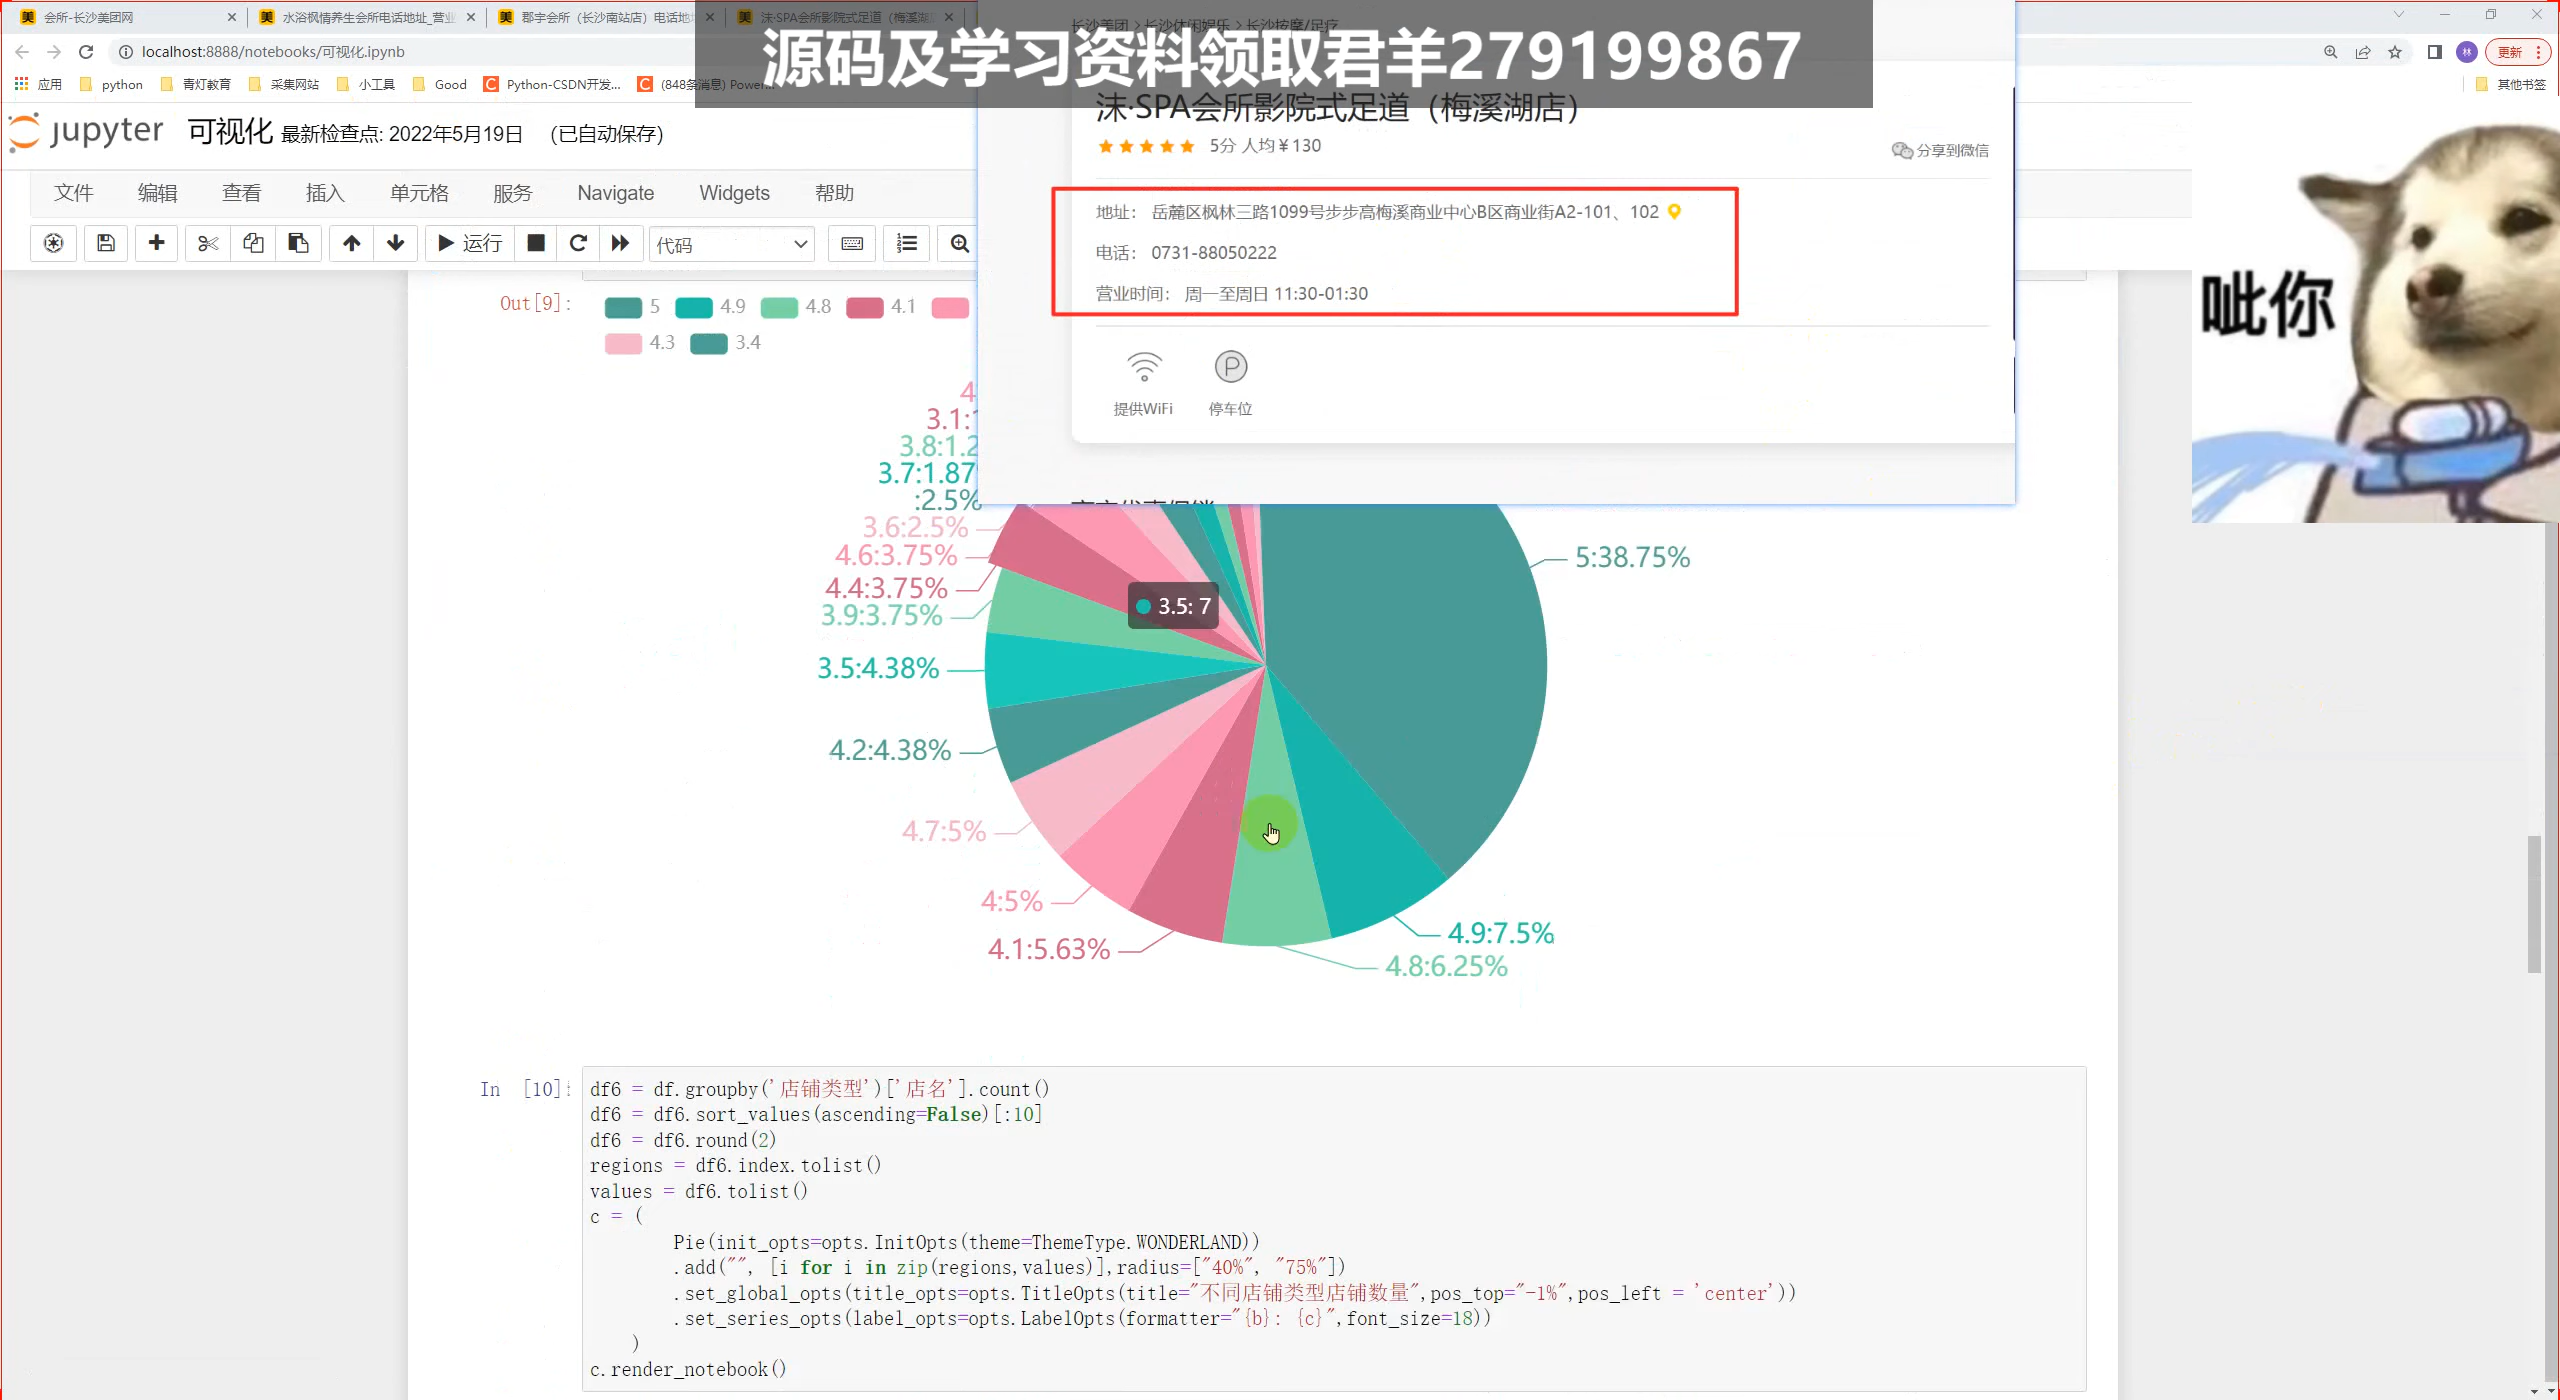 会所-长沙美团网
水浴枫情养生会所电话地址_营业
郡宇会所（长沙南站店）电话地
沫·SPA会所影院式足道（梅溪湖
长沙美团 > 长沙休闲娱乐 > 长沙按摩/足疗
源码及学习资料领取君羊279199867
localhost:8888/notebooks/可视化.ipynb
更新
应用 python 青灯教育 采集网站 小工具 Good Python-CSDN开发... (848条消息) Power...
其他书签
jupyter 可视化 最新检查点: 2022年5月19日 (已自动保存)
沫·SPA会所影院式足道（梅溪湖店）
5分 人均 ¥ 130
分享到微信
文件 编辑 查看 插入 单元格 服务 Navigate Widgets 帮助
地址： 岳麓区枫林三路1099号步步高梅溪商业中心B区商业街A2-101、102
电话： 0731-88050222
营业时间： 周一至周日 11:30-01:30
运行 代码
提供WiFi
停车位
呲你
Out[9]:
5 4.9 4.8 4.1
4.3 3.4
4
3.1:
3.8:1.2
3.7:1.87
:2.5%
3.6:2.5%
4.6:3.75%
4.4:3.75%
3.9:3.75%
3.5:4.38%
4.2:4.38%
4.7:5%
4:5%
4.1:5.63%
3.5: 7
5:38.75%
4.9:7.5%
4.8:6.25%
In [10]:
df6 = df.groupby('店铺类型')['店名'].count()
df6 = df6.sort_values(ascending=False)[:10]
df6 = df6.round(2)
regions = df6.index.tolist()
values = df6.tolist()
c = (
        Pie(init_opts=opts.InitOpts(theme=ThemeType.WONDERLAND))
        .add("", [i for i in zip(regions,values)],radius=["40%", "75%"])
        .set_global_opts(title_opts=opts.TitleOpts(title="不同店铺类型店铺数量",pos_top="-1%",pos_left = 'center'))
        .set_series_opts(label_opts=opts.LabelOpts(formatter="{b}: {c}",font_size=18))
    )
c.render_notebook()